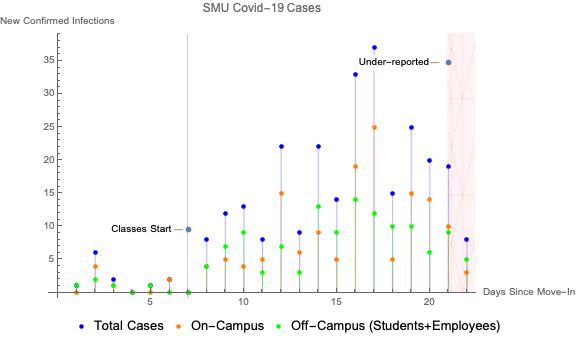 SMU Covid-19 Cases
New Confirmed Infections
35
Under-reported
30
25
20
15
10
Classes Start
5
5 10 15 20
Days Since Move-In
Total Cases On-Campus Off-Campus (Students+Employees)